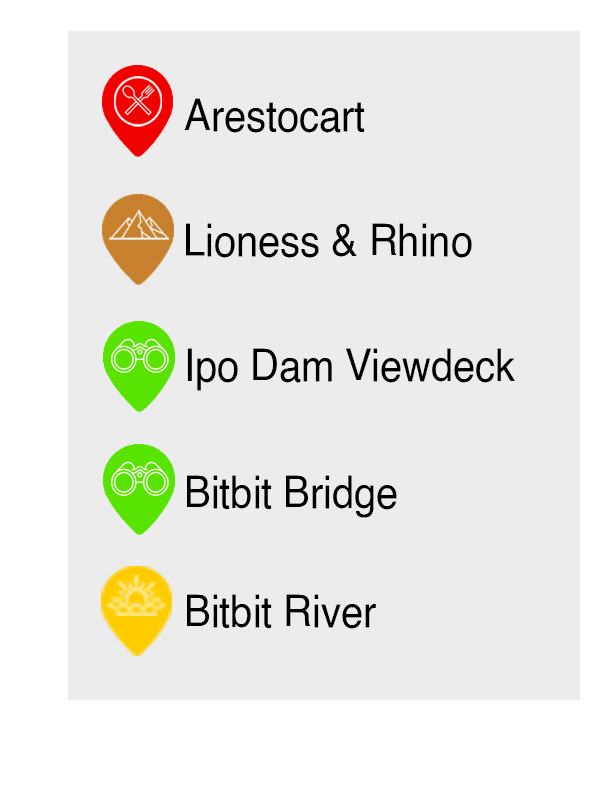 Arestocart
Lioness & Rhino
Ipo Dam Viewdeck
Bitbit Bridge
Bitbit River